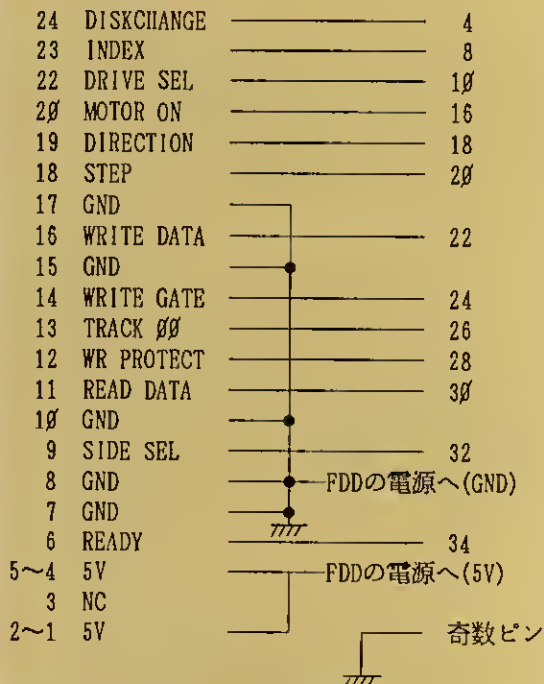 24 DISKCHANGE 4
23 INDEX 8
22 DRIVE SEL 1Ø
2Ø MOTOR ON 16
19 DIRECTION 18
18 STEP 2Ø
17 GND
16 WRITE DATA 22
15 GND
14 WRITE GATE 24
13 TRACK ØØ 26
12 WR PROTECT 28
11 READ DATA 3Ø
1Ø GND
9 SIDE SEL 32
8 GND FDDの電源へ(GND)
7 GND
6 READY 34
5～4 5V FDDの電源へ(5V)
3 NC
2～1 5V 奇数ピン